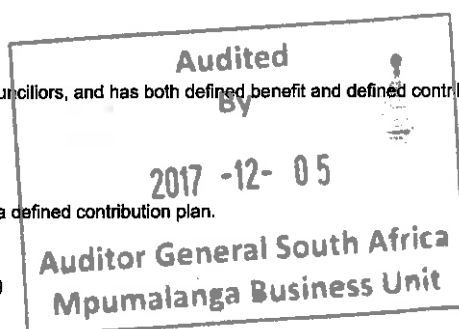 Audited
uncillors, and has both defined benefit and defined contri
By
2017 -12- 05
a defined contribution plan.
Auditor General South Africa
Mpumalanga Business Unit